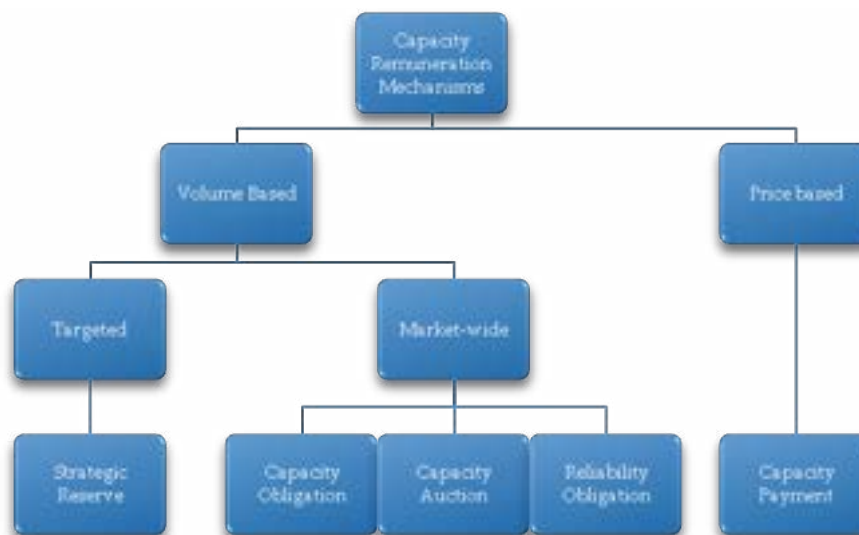 Capacity
Remuneration
Mechanisms
Volume Based
Price based
Targeted
Market-wide
Strategic
Reserve
Capacity
Obligation
Capacity
Auction
Reliability
Obligation
Capacity
Payment